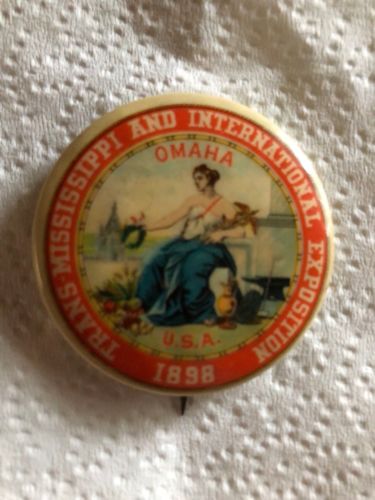 TRANS-MISSISSIPPI AND INTERNATIONAL EXPOSITION
OMAHA
U.S.A.
1898